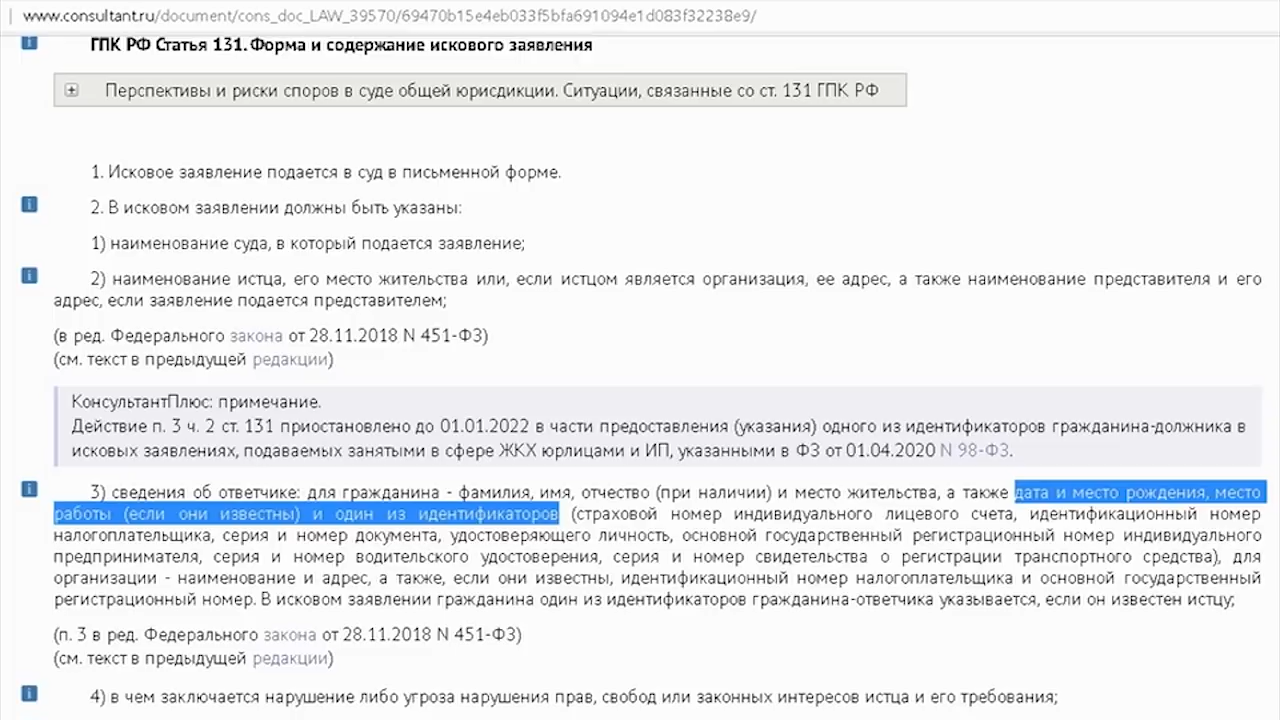 www.consultant.ru/document/cons_doc_LAW_39570/69470b15e4eb033f5bfa691094e1d083f32238e9/
ГПК РФ Статья 131. Форма и содержание искового заявления
Перспективы и риски споров в суде общей юрисдикции. Ситуации, связанные со ст. 131 ГПК РФ
1. Исковое заявление подается в суд в письменной форме.
2. В исковом заявлении должны быть указаны:
1) наименование суда, в который подается заявление;
2) наименование истца, его место жительства или, если истцом является организация, ее адрес, а также наименование представителя и его
адрес, если заявление подается представителем;
(в ред. Федерального закона от 28.11.2018 N 451-ФЗ)
(см. текст в предыдущей редакции)
КонсультантПлюс: примечание.
Действие п. 3 ч. 2 ст. 131 приостановлено до 01.01.2022 в части предоставления (указания) одного из идентификаторов гражданина-должника в
исковых заявлениях, подаваемых занятыми в сфере ЖКХ юрлицами и ИП, указанными в ФЗ от 01.04.2020 N 98-ФЗ.
3) сведения об ответчике: для гражданина - фамилия, имя, отчество (при наличии) и место жительства, а также дата и место рождения, место
работы (если они известны) и один из идентификаторов (страховой номер индивидуального лицевого счета, идентификационный номер
налогоплательщика, серия и номер документа, удостоверяющего личность, основной государственный регистрационный номер индивидуального
предпринимателя, серия и номер водительского удостоверения, серия и номер свидетельства о регистрации транспортного средства), для
организации - наименование и адрес, а также, если они известны, идентификационный номер налогоплательщика и основной государственный
регистрационный номер. В исковом заявлении гражданина один из идентификаторов гражданина-ответчика указывается, если он известен истцу;
(п. 3 в ред. Федерального закона от 28.11.2018 N 451-ФЗ)
(см. текст в предыдущей редакции)
4) в чем заключается нарушение либо угроза нарушения прав, свобод или законных интересов истца и его требования;